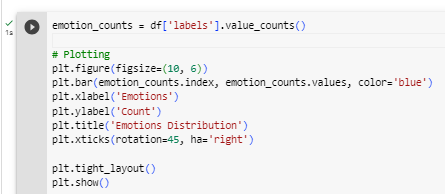 emotion_counts = df['labels'].value_counts()
1s
# Plotting
plt.figure(figsize=(10, 6))
plt.bar(emotion_counts.index, emotion_counts.values, color='blue')
plt.xlabel('Emotions')
plt.ylabel('Count')
plt.title('Emotions Distribution')
plt.xticks(rotation=45, ha='right')
plt.tight_layout()
plt.show()